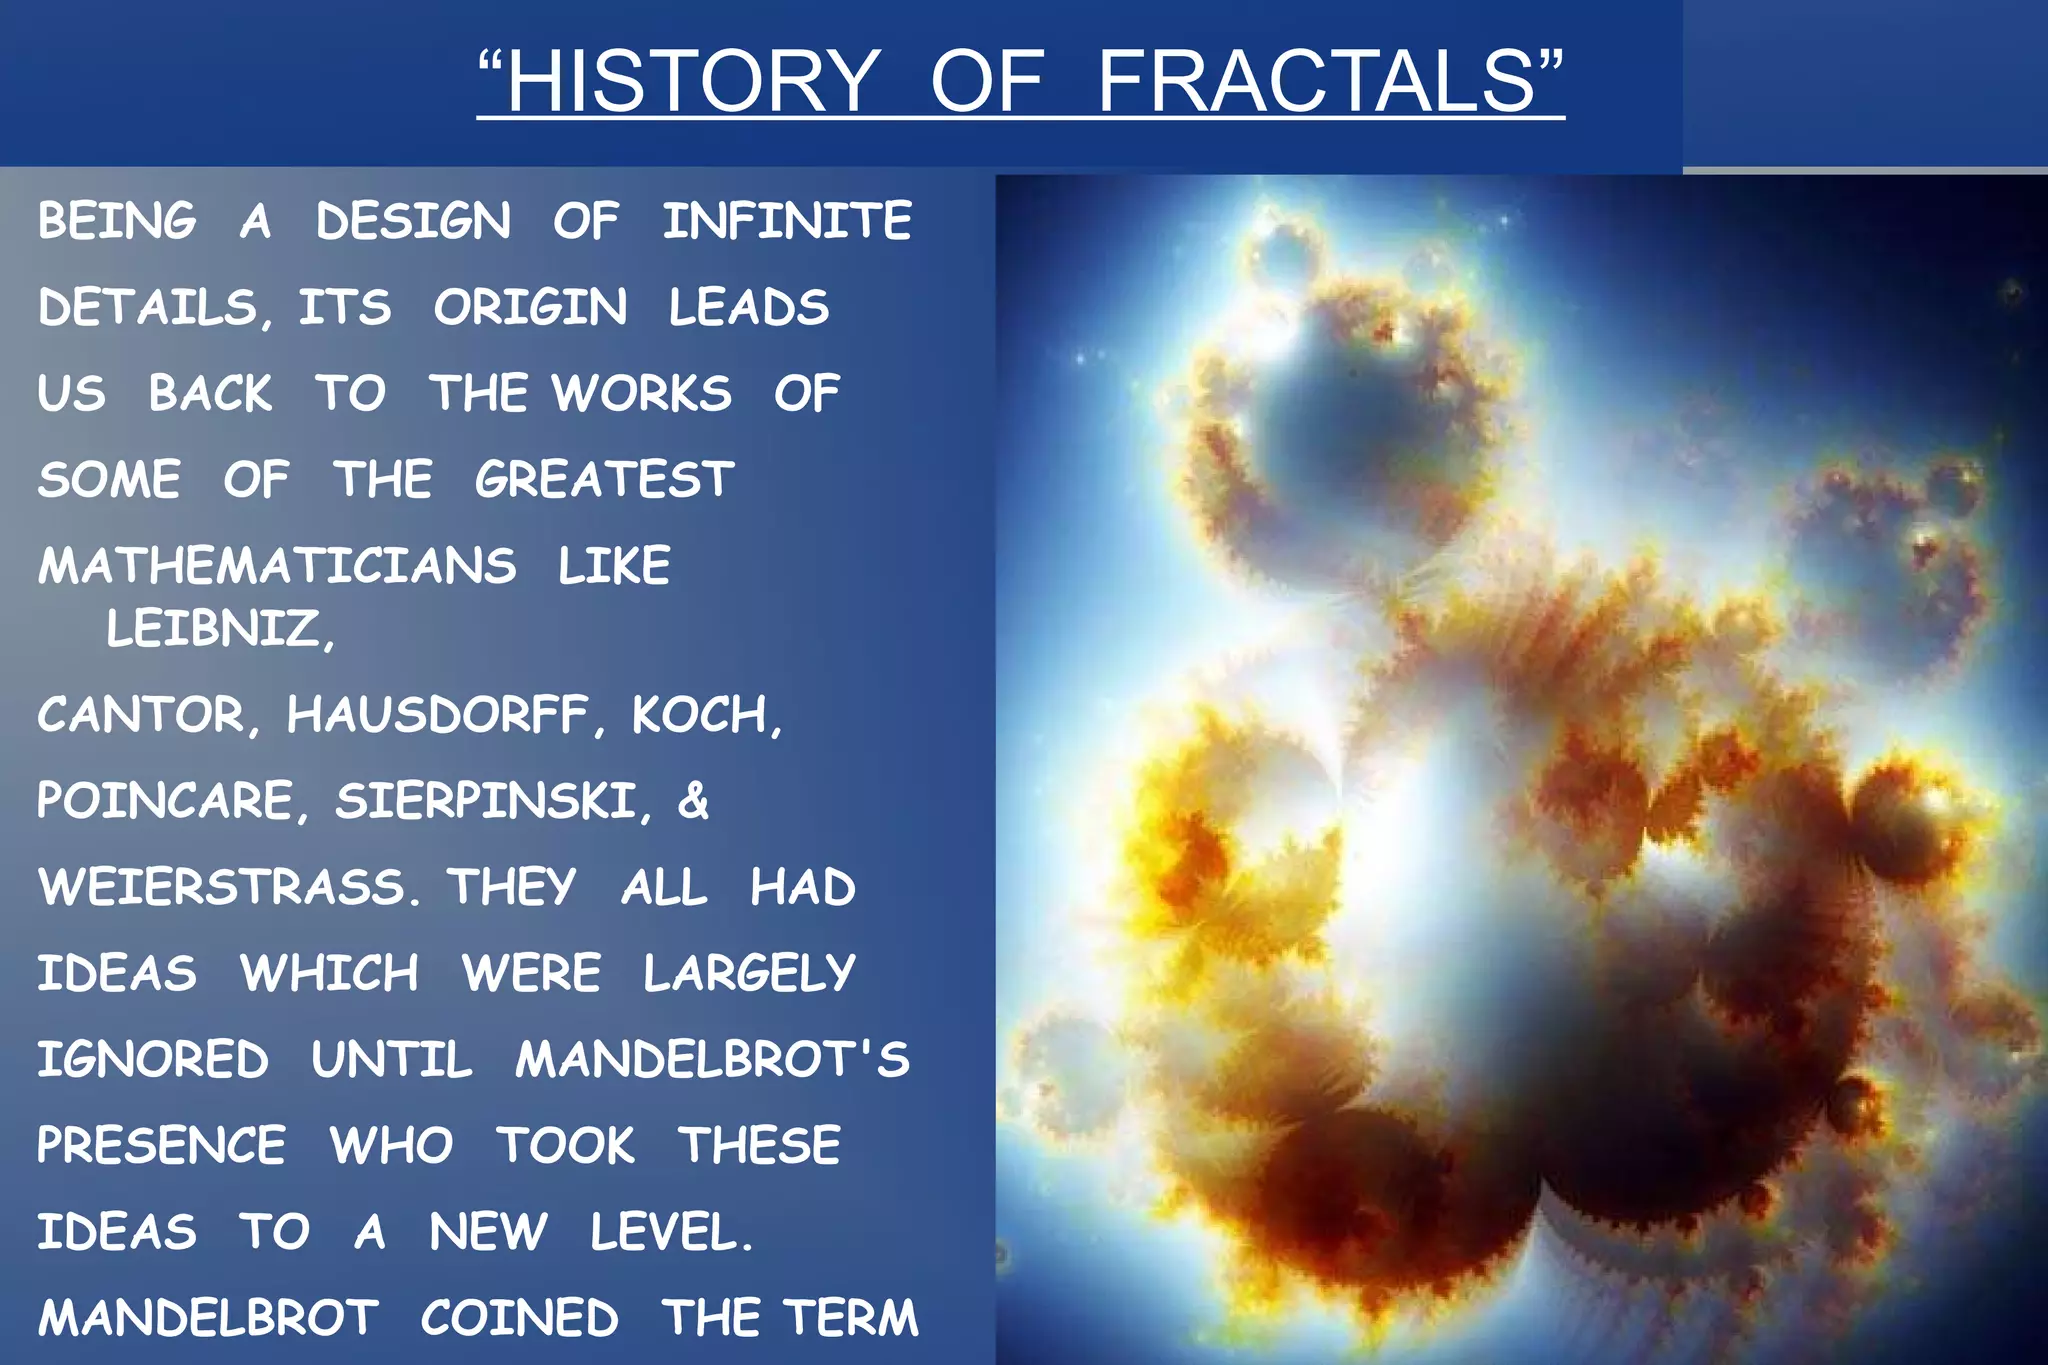 “HISTORY OF FRACTALS”
BEING A DESIGN OF INFINITE
DETAILS, ITS ORIGIN LEADS
US BACK TO THE WORKS OF
SOME OF THE GREATEST
MATHEMATICIANS LIKE
LEIBNIZ,
CANTOR, HAUSDORFF, KOCH,
POINCARE, SIERPINSKI, &
WEIERSTRASS. THEY ALL HAD
IDEAS WHICH WERE LARGELY
IGNORED UNTIL MANDELBROT'S
PRESENCE WHO TOOK THESE
IDEAS TO A NEW LEVEL.
MANDELBROT COINED THE TERM